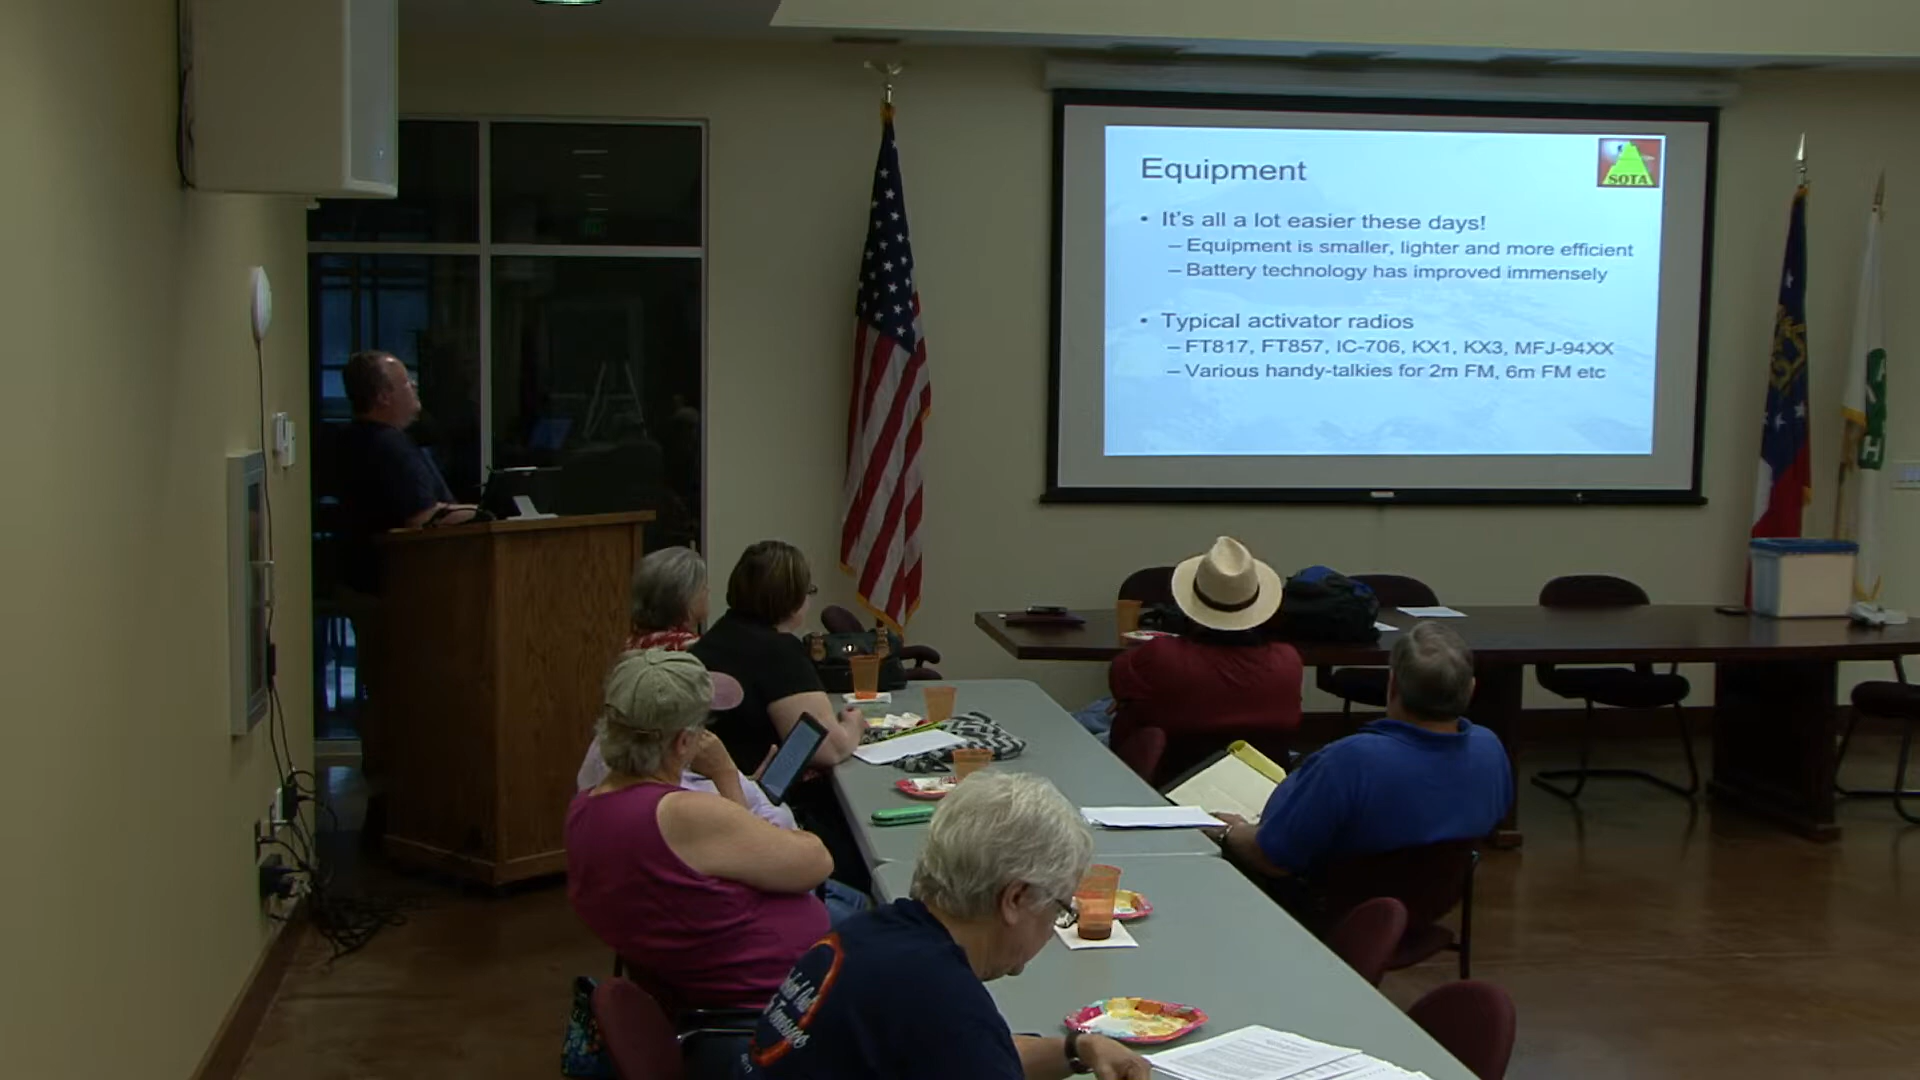 Equipment
SOTA
• It's all a lot easier these days!
– Equipment is smaller, lighter and more efficient
– Battery technology has improved immensely
• Typical activator radios
– FT817, FT857, IC-706, KX1, KX3, MFJ-94XX
– Various handy-talkies for 2m FM, 6m FM etc
H